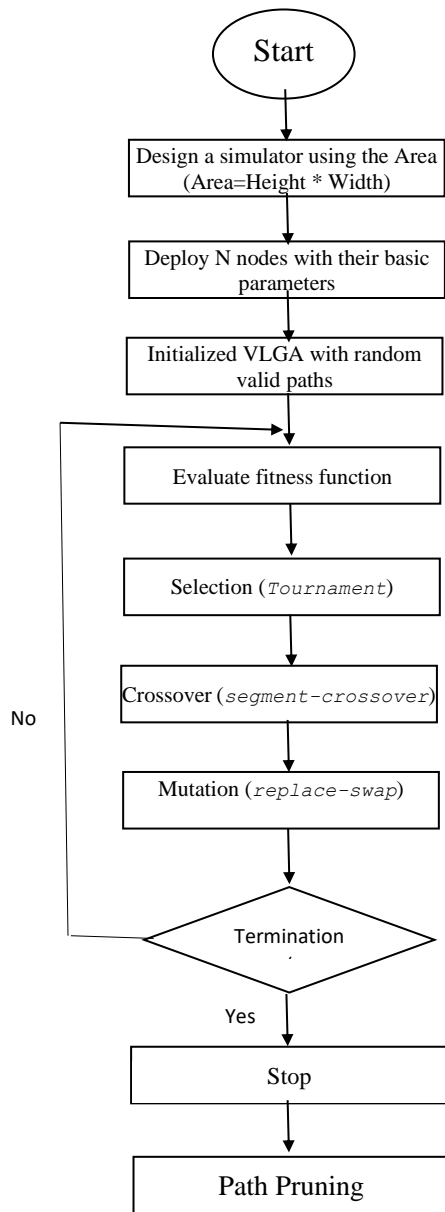 Start
Design a simulator using the Area
(Area=Height * Width)
Deploy N nodes with their basic
parameters
Initialized VLGA with random
valid paths
Evaluate fitness function
Selection (Tournament)
Crossover (segment-crossover)
No
Mutation (replace-swap)
Termination
Yes
Stop
Path Pruning